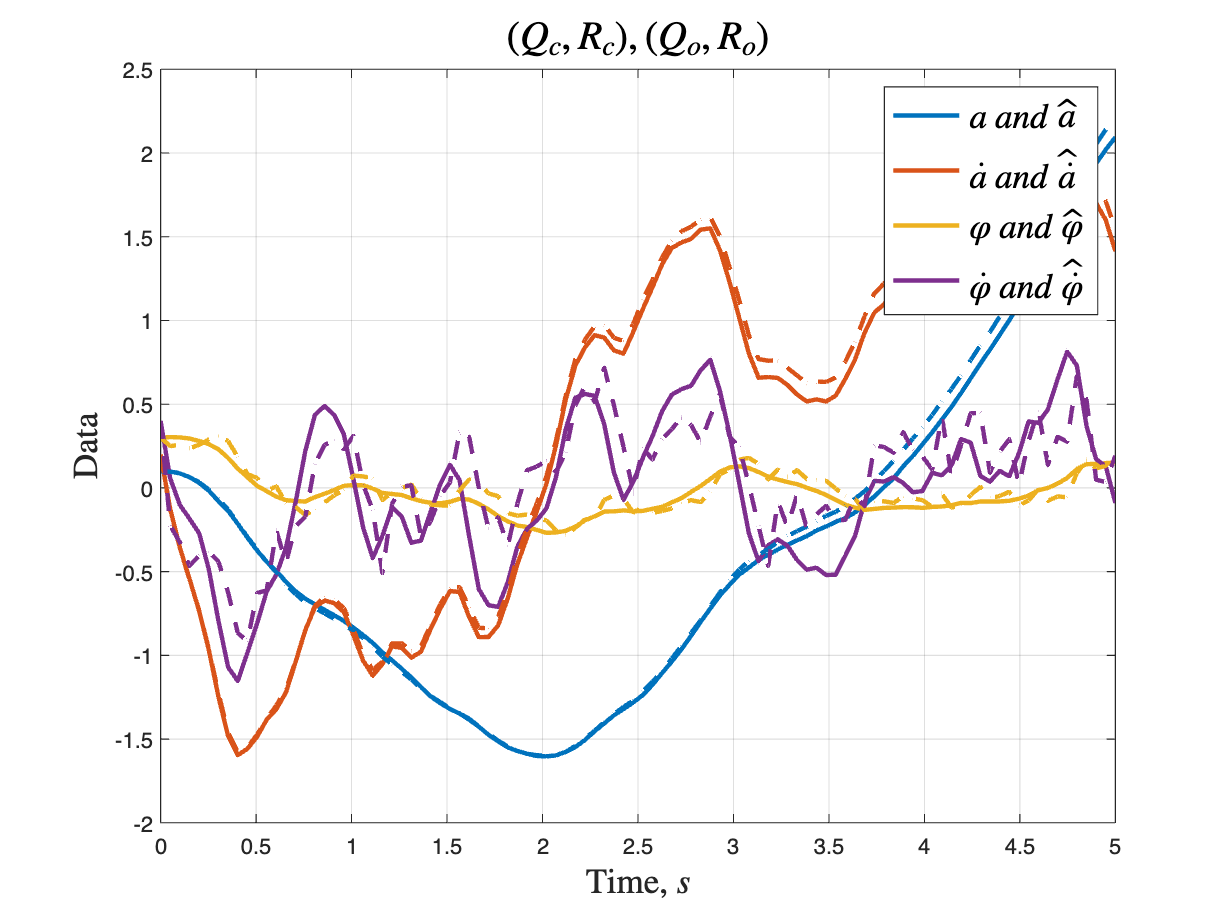 (Q_c, R_c), (Q_o, R_o)
2.5
2
1.5
1
0.5
0
-0.5
-1
-1.5
-2
Data
a and â
ȧ and ȧ̂
φ and φ̂
φ̇ and φ̇̂
0 0.5 1 1.5 2 2.5 3 3.5 4 4.5 5
Time, s